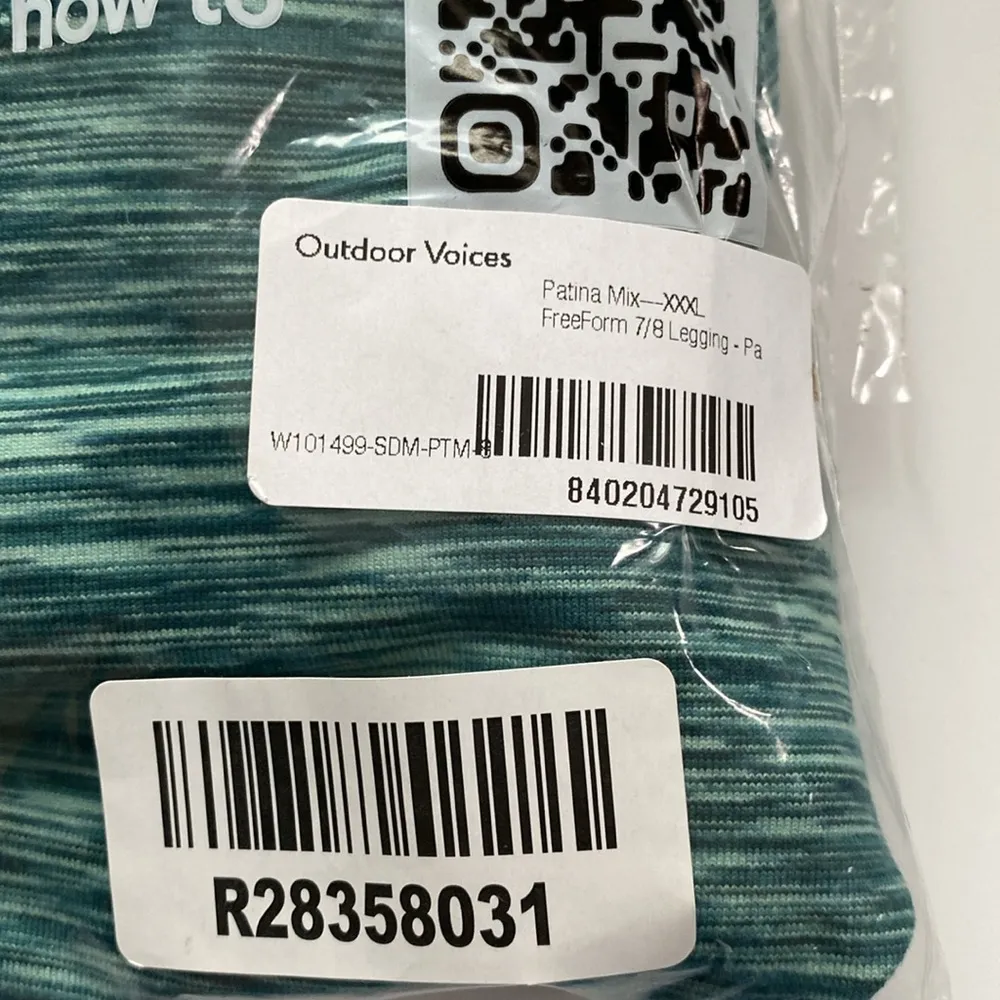 how to
Outdoor Voices
Patina Mix—XXXL
FreeForm 7/8 Legging - Pa
W101499-SDM-PTM-
840204729105
R28358031